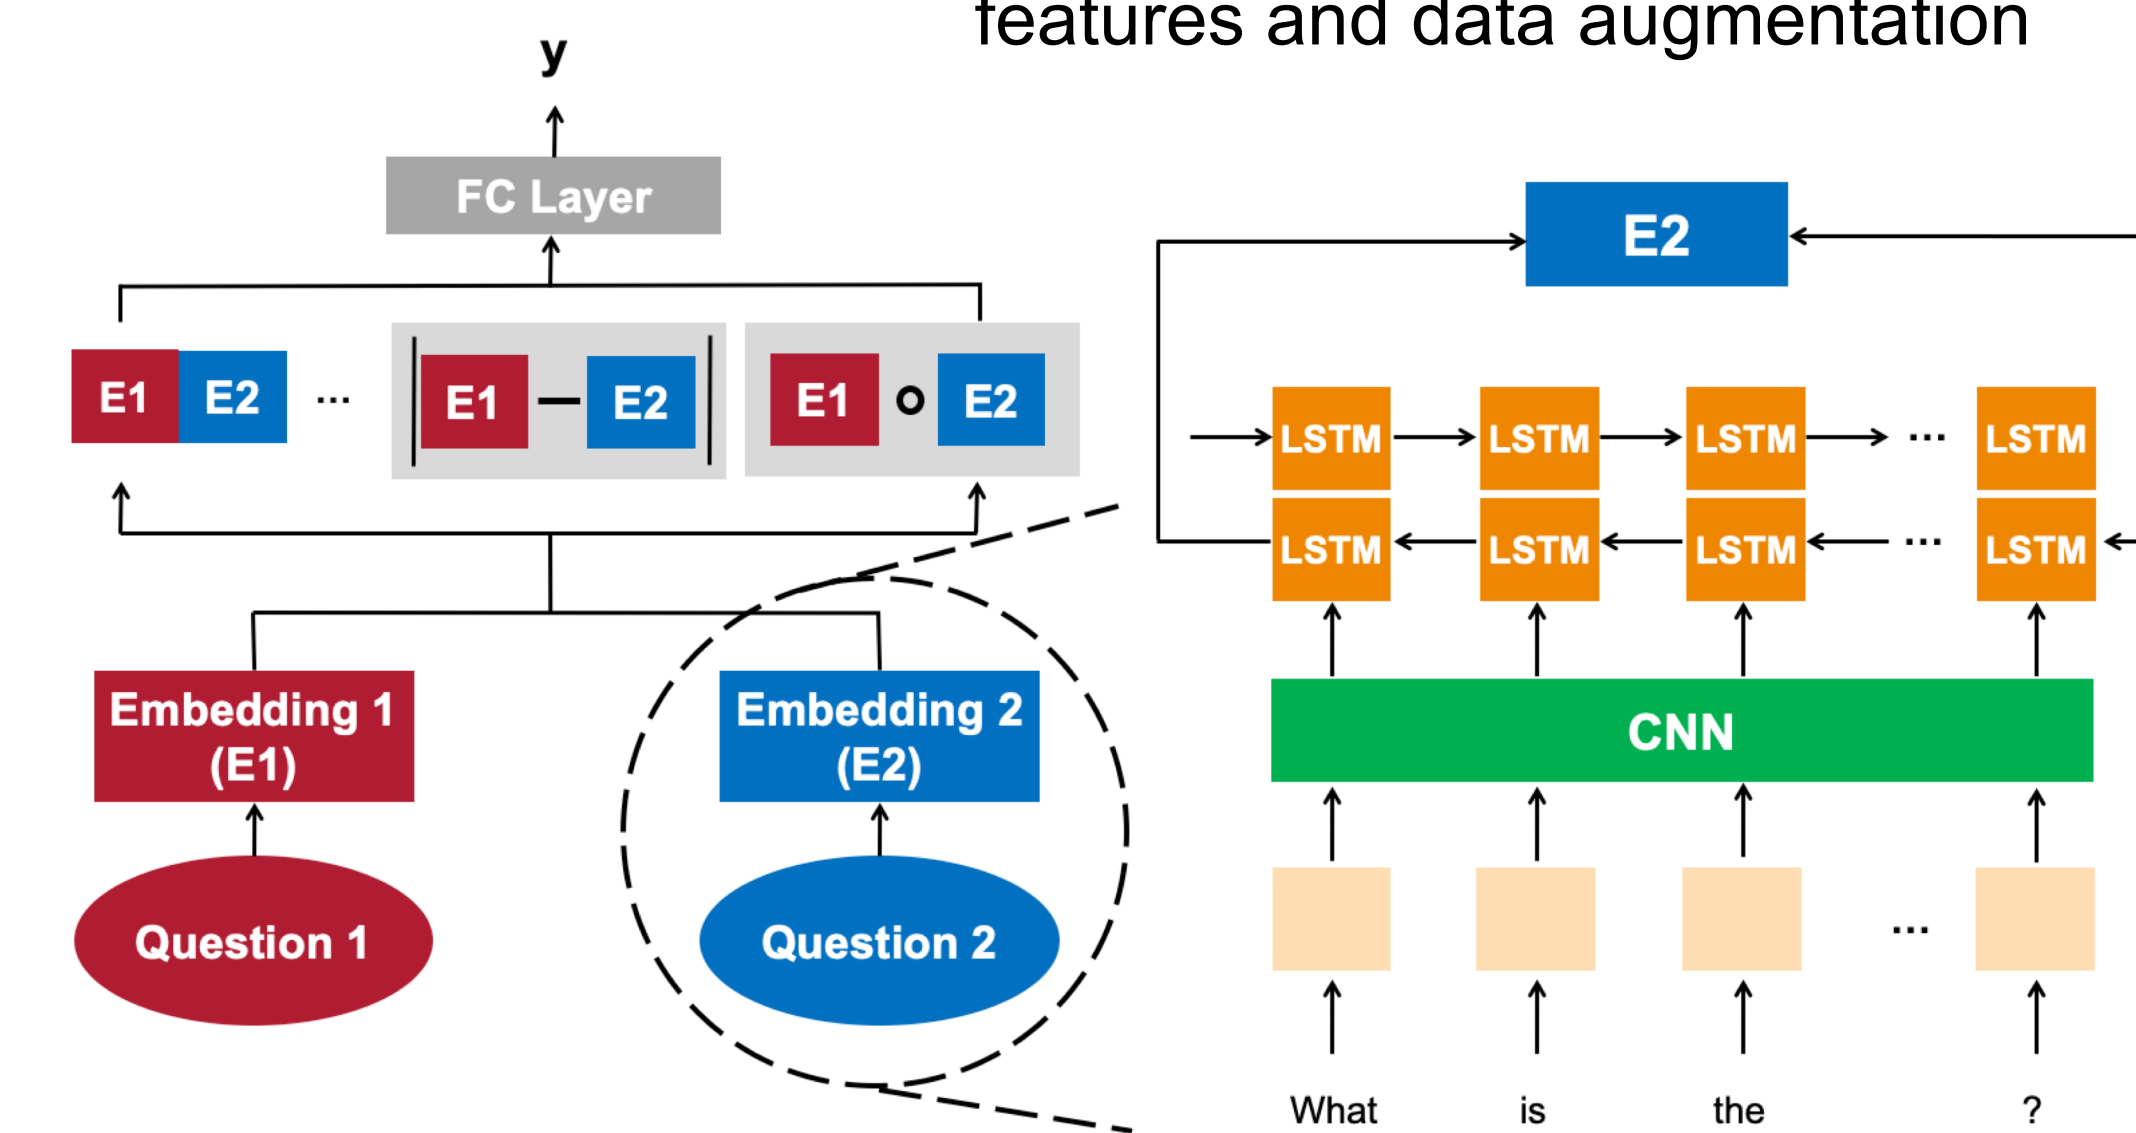 features and data augmentation
y
FC Layer
E1 E2 ... | E1 — E2 | E1 ∘ E2
Embedding 1
(E1)
Embedding 2
(E2)
Question 1
Question 2
E2
LSTM LSTM LSTM ... LSTM
LSTM LSTM LSTM ... LSTM
CNN
...
What is the ?